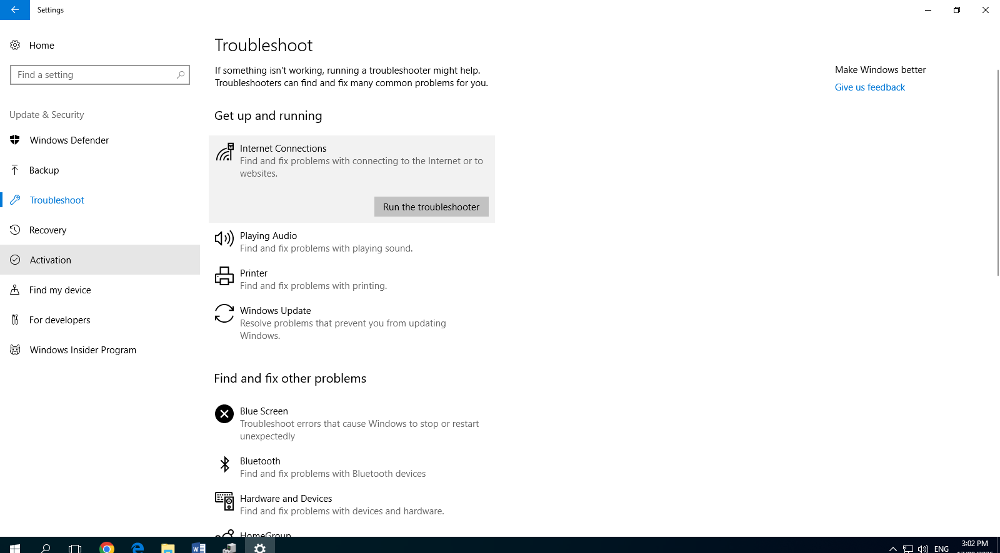 Settings
Home
Find a setting
Update & Security
Windows Defender
Backup
Troubleshoot
Recovery
Activation
Find my device
For developers
Windows Insider Program
Troubleshoot
If something isn't working, running a troubleshooter might help.
Troubleshooters can find and fix many common problems for you.
Get up and running
Internet Connections
Find and fix problems with connecting to the Internet or to
websites.
Run the troubleshooter
Playing Audio
Find and fix problems with playing sound.
Printer
Find and fix problems with printing.
Windows Update
Resolve problems that prevent you from updating
Windows.
Find and fix other problems
Blue Screen
Troubleshoot errors that cause Windows to stop or restart
unexpectedly
Bluetooth
Find and fix problems with Bluetooth devices
Hardware and Devices
Find and fix problems with devices and hardware.
HomeGroup
Make Windows better
Give us feedback
ENG
3:02 PM